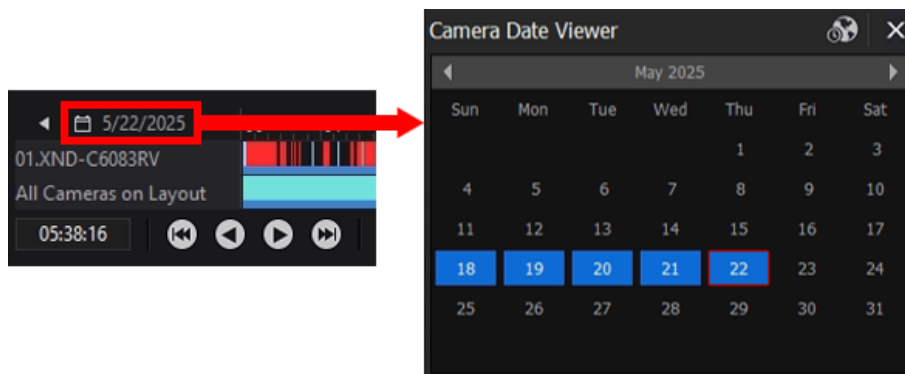 5/22/2025
01.XND-C6083RV
All Cameras on Layout
05:38:16
Camera Date Viewer
May 2025
Sun Mon Tue Wed Thu Fri Sat
1 2 3
4 5 6 7 8 9 10
11 12 13 14 15 16 17
18 19 20 21 22 23 24
25 26 27 28 29 30 31